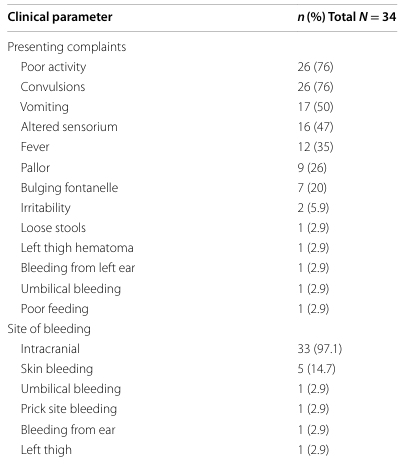 Clinical parameter n (%) Total N = 34
Presenting complaints
Poor activity 26 (76)
Convulsions 26 (76)
Vomiting 17 (50)
Altered sensorium 16 (47)
Fever 12 (35)
Pallor 9 (26)
Bulging fontanelle 7 (20)
Irritability 2 (5.9)
Loose stools 1 (2.9)
Left thigh hematoma 1 (2.9)
Bleeding from left ear 1 (2.9)
Umbilical bleeding 1 (2.9)
Poor feeding 1 (2.9)
Site of bleeding
Intracranial 33 (97.1)
Skin bleeding 5 (14.7)
Umbilical bleeding 1 (2.9)
Prick site bleeding 1 (2.9)
Bleeding from ear 1 (2.9)
Left thigh 1 (2.9)